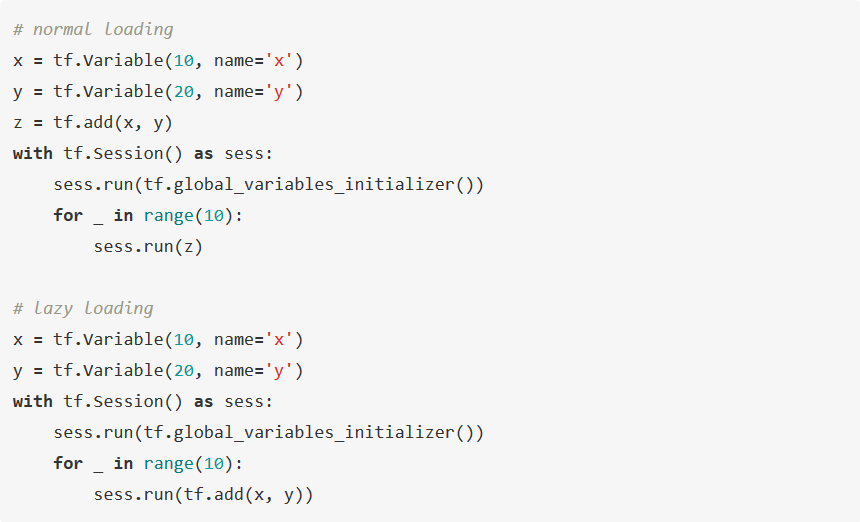 # normal loading
x = tf.Variable(10, name='x')
y = tf.Variable(20, name='y')
z = tf.add(x, y)
with tf.Session() as sess:
    sess.run(tf.global_variables_initializer())
    for _ in range(10):
        sess.run(z)

# lazy loading
x = tf.Variable(10, name='x')
y = tf.Variable(20, name='y')
with tf.Session() as sess:
    sess.run(tf.global_variables_initializer())
    for _ in range(10):
        sess.run(tf.add(x, y))